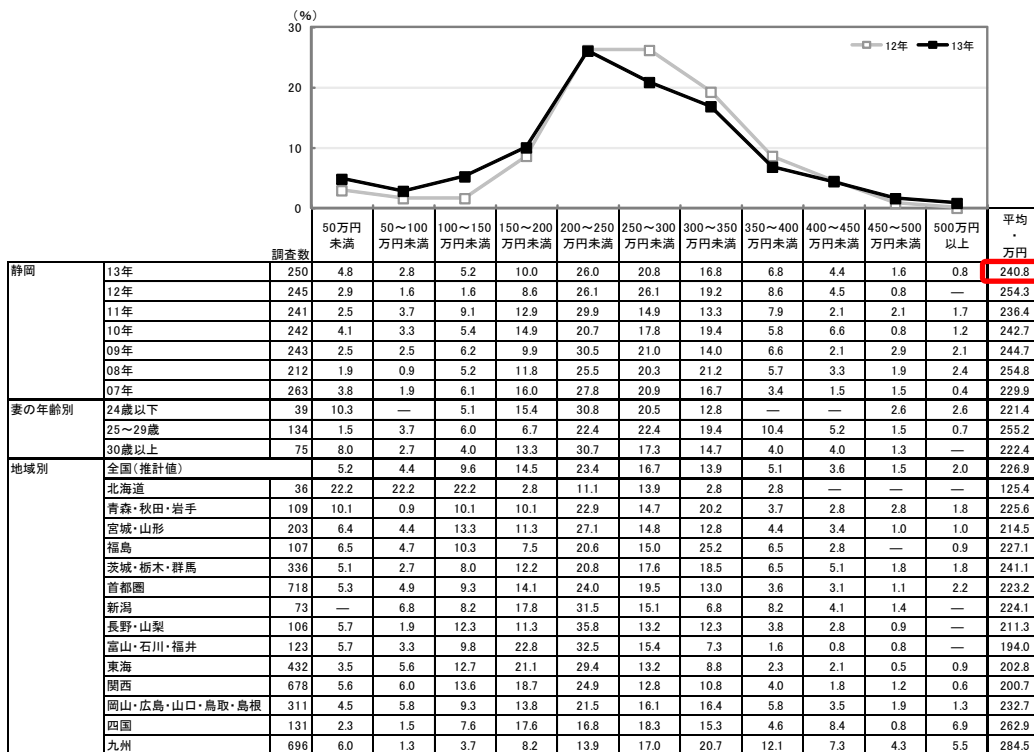 (%)
30
20
10
0
12年 13年
調査数 50万円未満 50～100万円未満 100～150万円未満 150～200万円未満 200～250万円未満 250～300万円未満 300～350万円未満 350～400万円未満 400～450万円未満 450～500万円未満 500万円以上 平均・万円
静岡 13年 250 4.8 2.8 5.2 10.0 26.0 20.8 16.8 6.8 4.4 1.6 0.8 240.8
12年 245 2.9 1.6 1.6 8.6 26.1 26.1 19.2 8.6 4.5 0.8 — 254.3
11年 241 2.5 3.7 9.1 12.9 29.9 14.9 13.3 7.9 2.1 2.1 1.7 236.4
10年 242 4.1 3.3 5.4 14.9 20.7 17.8 19.4 5.8 6.6 0.8 1.2 242.7
09年 243 2.5 2.5 6.2 9.9 30.5 21.0 14.0 6.6 2.1 2.9 2.1 244.7
08年 212 1.9 0.9 5.2 11.8 25.5 20.3 21.2 5.7 3.3 1.9 2.4 254.8
07年 263 3.8 1.9 6.1 16.0 27.8 20.9 16.7 3.4 1.5 1.5 0.4 229.9
妻の年齢別 24歳以下 39 10.3 — 5.1 15.4 30.8 20.5 12.8 — — 2.6 2.6 221.4
25～29歳 134 1.5 3.7 6.0 6.7 22.4 22.4 19.4 10.4 5.2 1.5 0.7 255.2
30歳以上 75 8.0 2.7 4.0 13.3 30.7 17.3 14.7 4.0 4.0 1.3 — 222.4
地域別 全国(推計値) 5.2 4.4 9.6 14.5 23.4 16.7 13.9 5.1 3.6 1.5 2.0 226.9
北海道 36 22.2 22.2 22.2 2.8 11.1 13.9 2.8 2.8 — — — 125.4
青森・秋田・岩手 109 10.1 0.9 10.1 10.1 22.9 14.7 20.2 3.7 2.8 2.8 1.8 225.6
宮城・山形 203 6.4 4.4 13.3 11.3 27.1 14.8 12.8 4.4 3.4 1.0 1.0 214.5
福島 107 6.5 4.7 10.3 7.5 20.6 15.0 25.2 6.5 2.8 — 0.9 227.1
茨城・栃木・群馬 336 5.1 2.7 8.0 12.2 20.8 17.6 18.5 6.5 5.1 1.8 1.8 241.1
首都圏 718 5.3 4.9 9.3 14.1 24.0 19.5 13.0 3.6 3.1 1.1 2.2 223.2
新潟 73 — 6.8 8.2 17.8 31.5 15.1 6.8 8.2 4.1 1.4 — 224.1
長野・山梨 106 5.7 1.9 12.3 11.3 35.8 13.2 12.3 3.8 2.8 0.9 — 211.3
富山・石川・福井 123 5.7 3.3 9.8 22.8 32.5 15.4 7.3 1.6 0.8 0.8 — 194.0
東海 432 3.5 5.6 12.7 21.1 29.4 13.2 8.8 2.3 2.1 0.5 0.9 202.8
関西 678 5.6 6.0 13.6 18.7 24.9 12.8 10.8 4.0 1.8 1.2 0.6 200.7
岡山・広島・山口・鳥取・島根 311 4.5 5.8 9.3 13.8 21.5 16.1 16.4 5.8 3.5 1.9 1.3 232.7
四国 131 2.3 1.5 7.6 17.6 16.8 18.3 15.3 4.6 8.4 0.8 6.9 262.9
九州 696 6.0 1.3 3.7 8.2 13.9 17.0 20.7 12.1 7.3 4.3 5.5 284.5